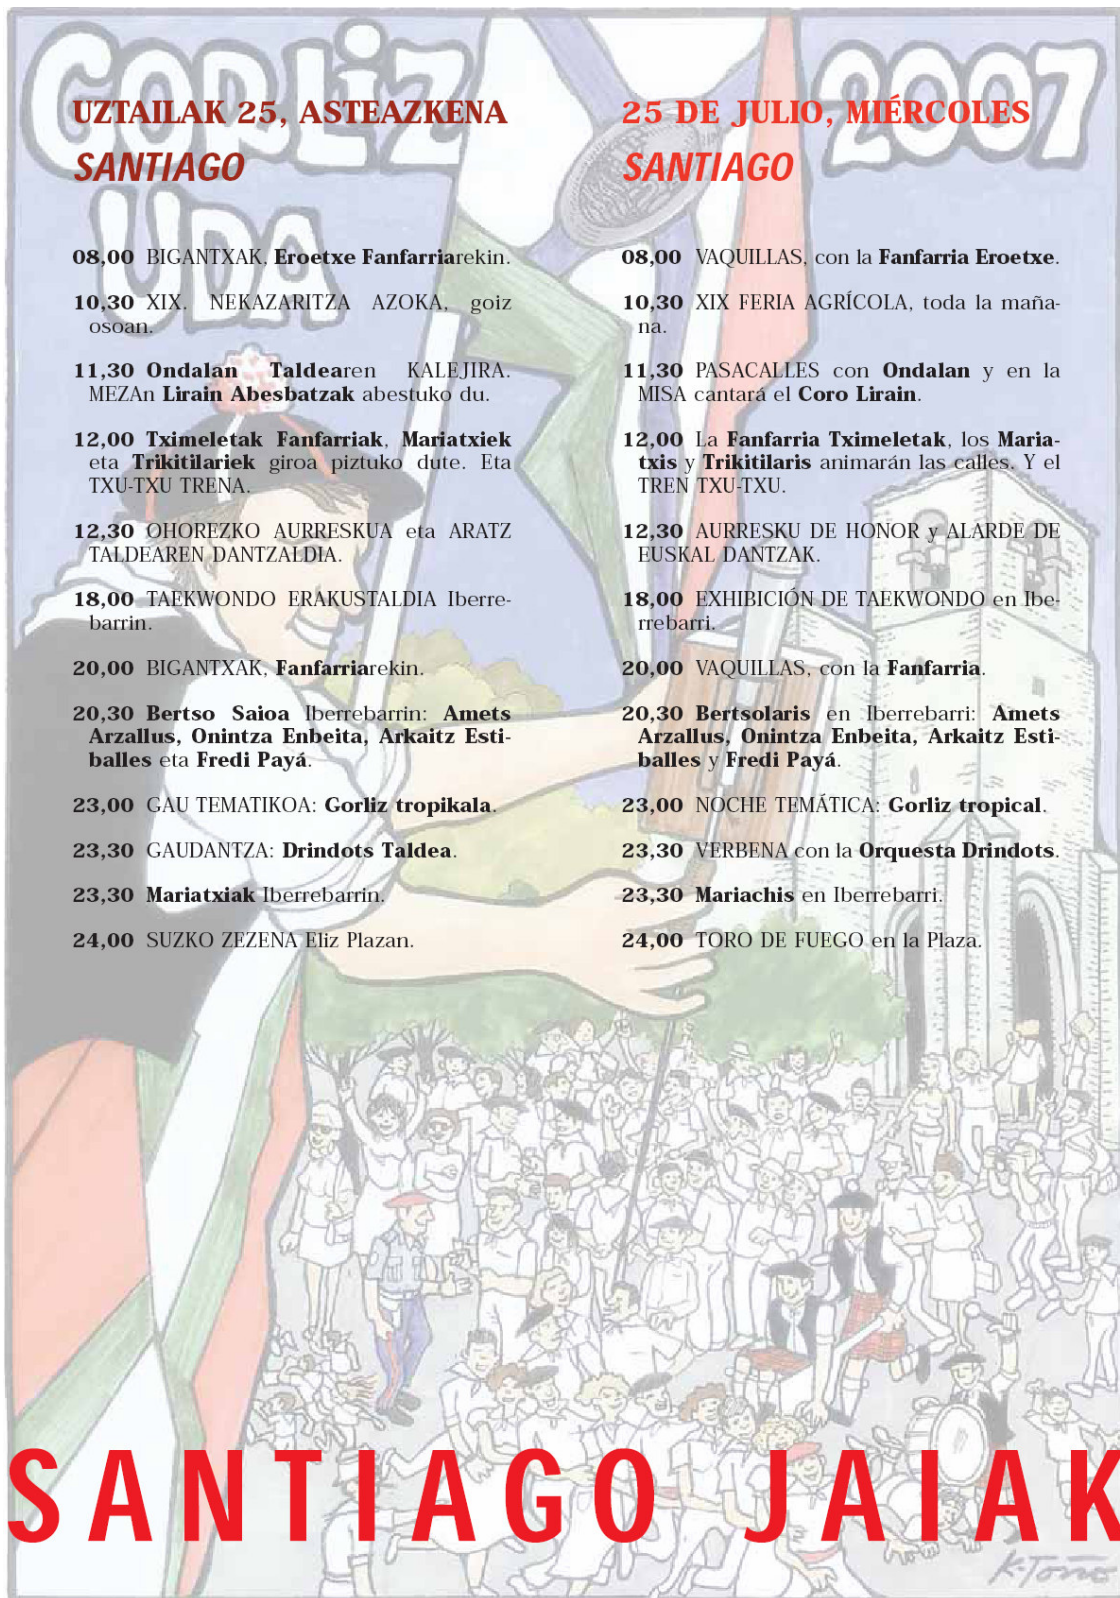 GORLIZ
UDA
2007
UZTAILAK 25, ASTEAZKENA
SANTIAGO
08,00 BIGANTXAK, Eroetxe Fanfarriarekin.
10,30 XIX. NEKAZARITZA AZOKA, goiz
osoan.
11,30 Ondalan Taldearen KALEJIRA.
MEZAn Lirain Abesbatzak abestuko du.
12,00 Tximeletak Fanfarriak, Mariatxiek
eta Trikitilariek giroa piztuko dute. Eta
TXU-TXU TRENA.
12,30 OHOREZKO AURRESKUA eta ARATZ
TALDEAREN DANTZALDIA.
18,00 TAEKWONDO ERAKUSTALDIA Iberre-
barrin.
20,00 BIGANTXAK, Fanfarriarekin.
20,30 Bertso Saioa Iberrebarrin: Amets
Arzallus, Onintza Enbeita, Arkaitz Esti-
balles eta Fredi Payá.
23,00 GAU TEMATIKOA: Gorliz tropikala.
23,30 GAUDANTZA: Drindots Taldea.
23,30 Mariatxiak Iberrebarrin.
24,00 SUZKO ZEZENA Eliz Plazan.
25 DE JULIO, MIÉRCOLES
SANTIAGO
08,00 VAQUILLAS, con la Fanfarria Eroetxe.
10,30 XIX FERIA AGRÍCOLA, toda la maña-
na.
11,30 PASACALLES con Ondalan y en la
MISA cantará el Coro Lirain.
12,00 La Fanfarria Tximeletak, los Maria-
txis y Trikitilaris animarán las calles. Y el
TREN TXU-TXU.
12,30 AURRESKU DE HONOR y ALARDE DE
EUSKAL DANTZAK.
18,00 EXHIBICIÓN DE TAEKWONDO en Ibe-
rrebarri.
20,00 VAQUILLAS, con la Fanfarria.
20,30 Bertsolaris en Iberrebarri: Amets
Arzallus, Onintza Enbeita, Arkaitz Esti-
balles y Fredi Payá.
23,00 NOCHE TEMÁTICA: Gorliz tropical.
23,30 VERBENA con la Orquesta Drindots.
23,30 Mariachis en Iberrebarri.
24,00 TORO DE FUEGO en la Plaza.
SANTIAGO JAIAK
K-Toño